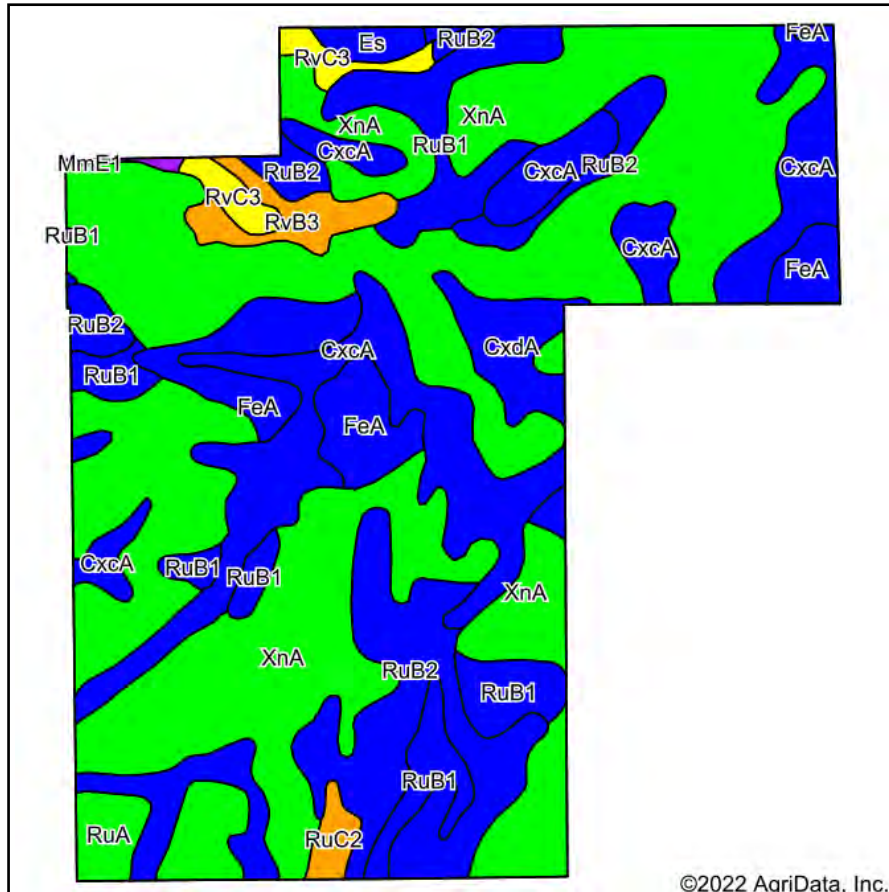 FeA
Es
RuB2
RvC3
XnA
XnA
RuB1
CxcA
MmE1
RuB2
CxcA
RuB2
CxcA
RvC3
RvB3
RuB1
CxcA
FeA
RuB2
CxcA
CxdA
RuB1
FeA
FeA
CxcA
RuB1
RuB1
XnA
XnA
RuB2
RuB1
RuB1
RuA
RuC2
©2022 AgriData, Inc.